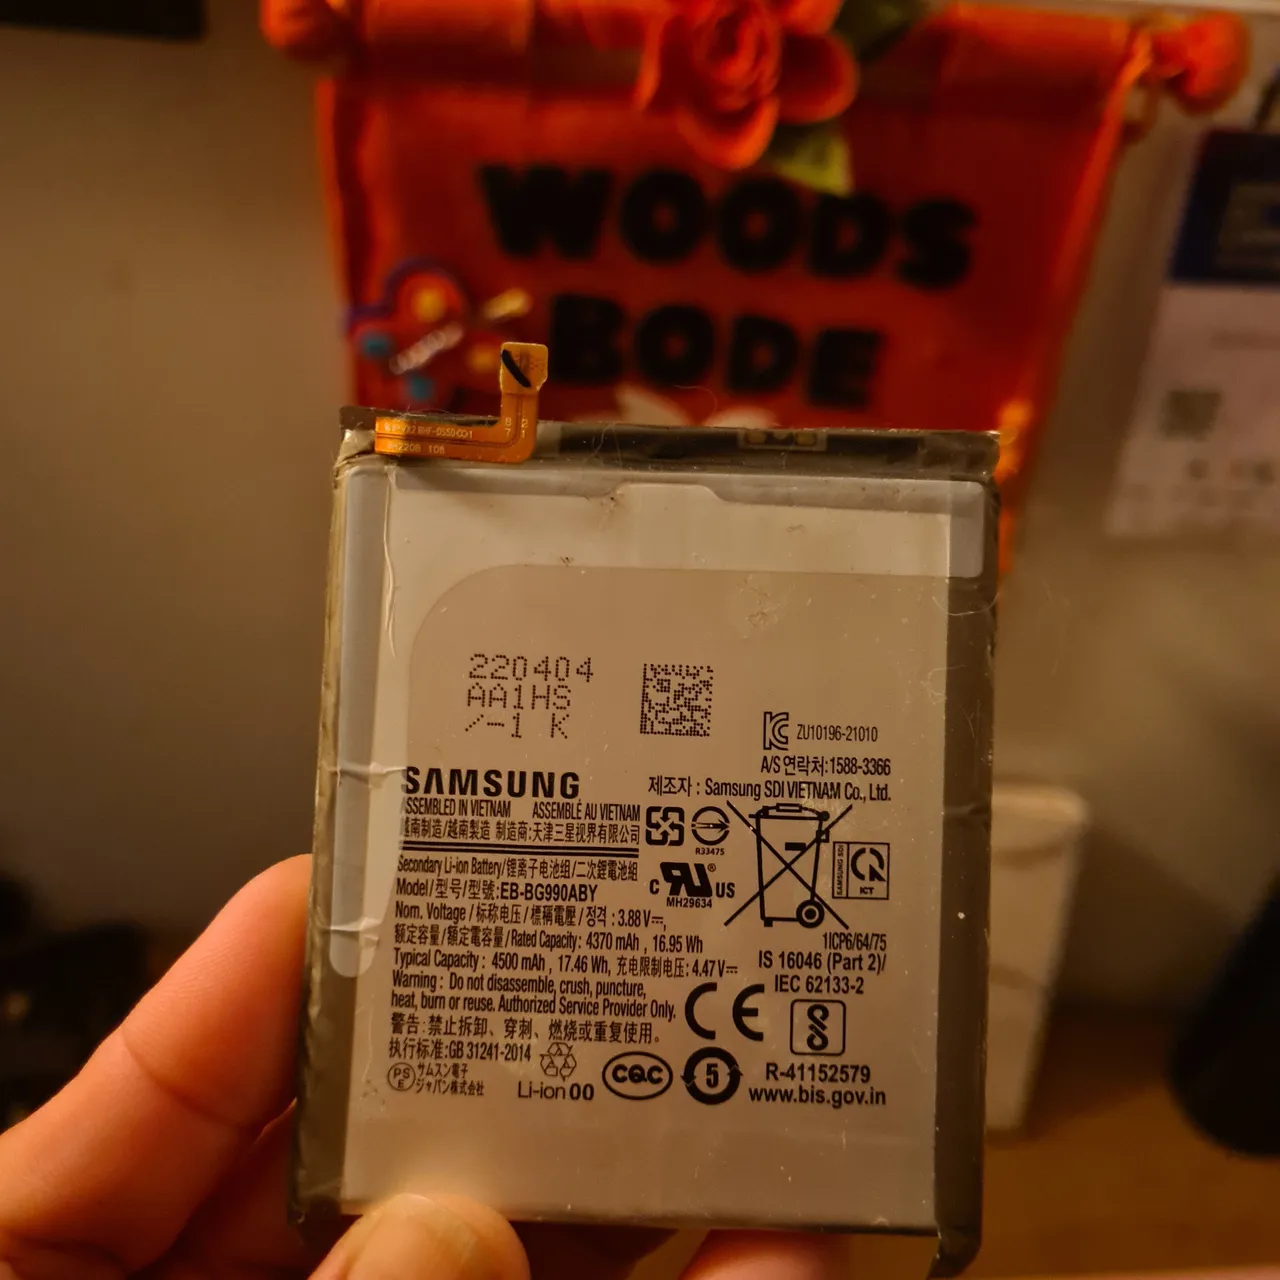 WOODS
BODE
220404
AA1HS
/-1 K
ZU10196-21010
A/S 연락처:1588-3366
제조자 : Samsung SDI VIETNAM Co., Ltd.
SAMSUNG
ASSEMBLED IN VIETNAM ASSEMBLÉ AU VIETNAM
越南制造/越南製造 制造商:天津三星视界有限公司
R33475
Secondary Li-ion Battery/锂离子电池组/二次鋰電池組
Model/型号/型號:EB-BG990ABY
C UL ® US
MH29634
SAMSUNG SDI
ICT
Nom. Voltage / 标称电压 / 標稱電壓 / 정격 : 3.88 V⎓,
额定容量/額定電容量/Rated Capacity: 4370 mAh , 16.95 Wh
1ICP6/64/75
Typical Capacity : 4500 mAh , 17.46 Wh, 充电限制电压: 4.47V⎓
IS 16046 (Part 2)/
IEC 62133-2
Warning : Do not disassemble, crush, puncture,
heat, burn or reuse. Authorized Service Provider Only.
CE
警告:禁止拆卸、穿刺、燃烧或重复使用。
执行标准:GB 31241-2014
PS
E
サムスン電子
ジャパン株式会社
Li-ion 00
CQC
5
R-41152579
www.bis.gov.in